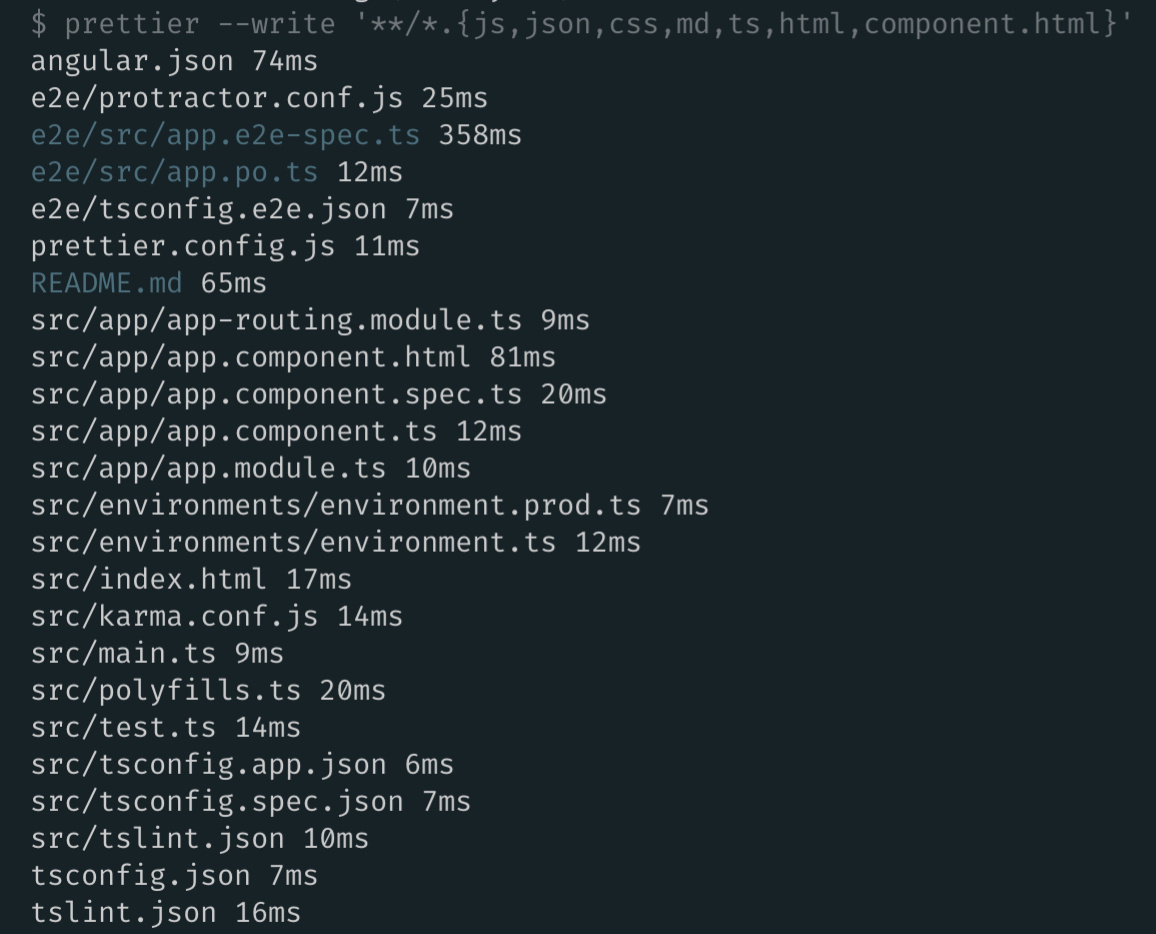 $ prettier --write '**/*.{js,json,css,md,ts,html,component.html}'
angular.json 74ms
e2e/protractor.conf.js 25ms
e2e/src/app.e2e-spec.ts 358ms
e2e/src/app.po.ts 12ms
e2e/tsconfig.e2e.json 7ms
prettier.config.js 11ms
README.md 65ms
src/app/app-routing.module.ts 9ms
src/app/app.component.html 81ms
src/app/app.component.spec.ts 20ms
src/app/app.component.ts 12ms
src/app/app.module.ts 10ms
src/environments/environment.prod.ts 7ms
src/environments/environment.ts 12ms
src/index.html 17ms
src/karma.conf.js 14ms
src/main.ts 9ms
src/polyfills.ts 20ms
src/test.ts 14ms
src/tsconfig.app.json 6ms
src/tsconfig.spec.json 7ms
src/tslint.json 10ms
tsconfig.json 7ms
tslint.json 16ms